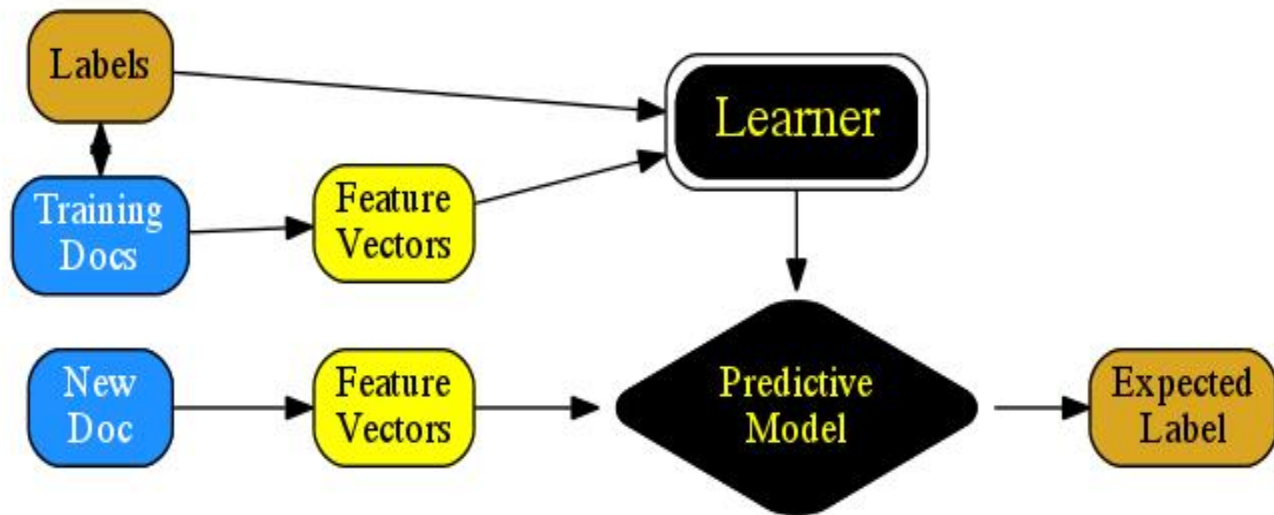 Labels
Learner
Training
Docs
Feature
Vectors
New
Doc
Feature
Vectors
Predictive
Model
Expected
Label